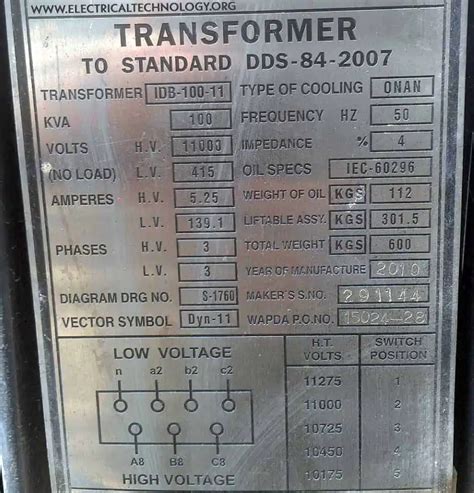 WWW.ELECTRICALTECHNOLOGY.ORG
TRANSFORMER
TO STANDARD DDS-84-2007
TRANSFORMER IDB-100-11 TYPE OF COOLING ONAN
KVA 100 FREQUENCY HZ 50
VOLTS H.V. 11000 IMPEDANCE % 4
(NO LOAD) L.V. 415 OIL SPECS IEC-60296
AMPERES H.V. 5.25 WEIGHT OF OIL KGS 112
L.V. 139.1 LIFTABLE ASSY. KGS 301.5
PHASES H.V. 3 TOTAL WEIGHT KGS 600
L.V. 3 YEAR OF MANUFACTURE 2010
DIAGRAM DRG NO. S-1760 MAKER'S S.NO. 291144
VECTOR SYMBOL Dyn-11 WAPDA P.O.NO. 15024-28
LOW VOLTAGE
n a2 b2 c2
A8 B8 C8
HIGH VOLTAGE
H.T. VOLTS SWITCH POSITION
11275 1
11000 2
10725 3
10450 4
10175 5